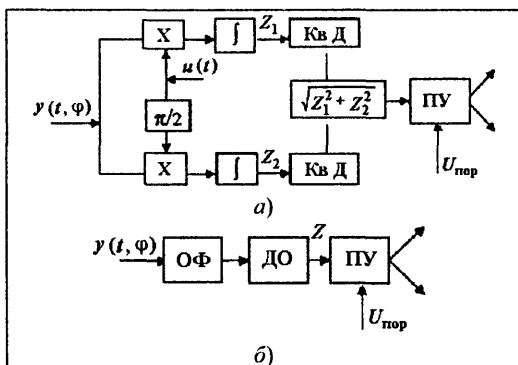 X ∫ Z₁ Кв Д
u(t)
y(t, φ) π/2 √Z₁² + Z₂² ПУ
X ∫ Z₂ Кв Д
Uпор
а)
y(t, φ) ОФ ДО Z ПУ
Uпор
б)